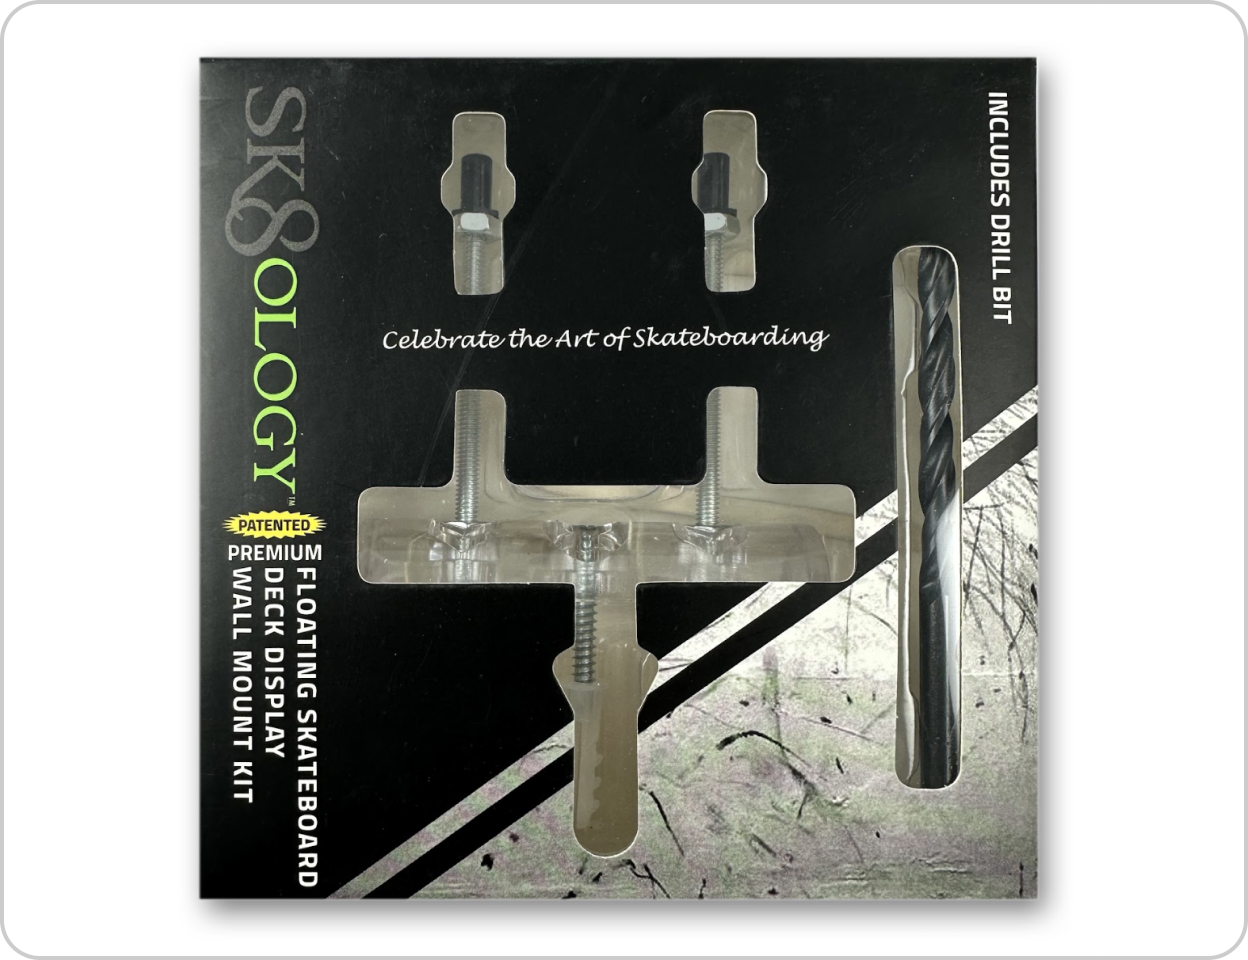 SK8OLOGY™
PATENTED
PREMIUM
FLOATING SKATEBOARD
DECK DISPLAY
WALL MOUNT KIT
Celebrate the Art of Skateboarding
INCLUDES DRILL BIT